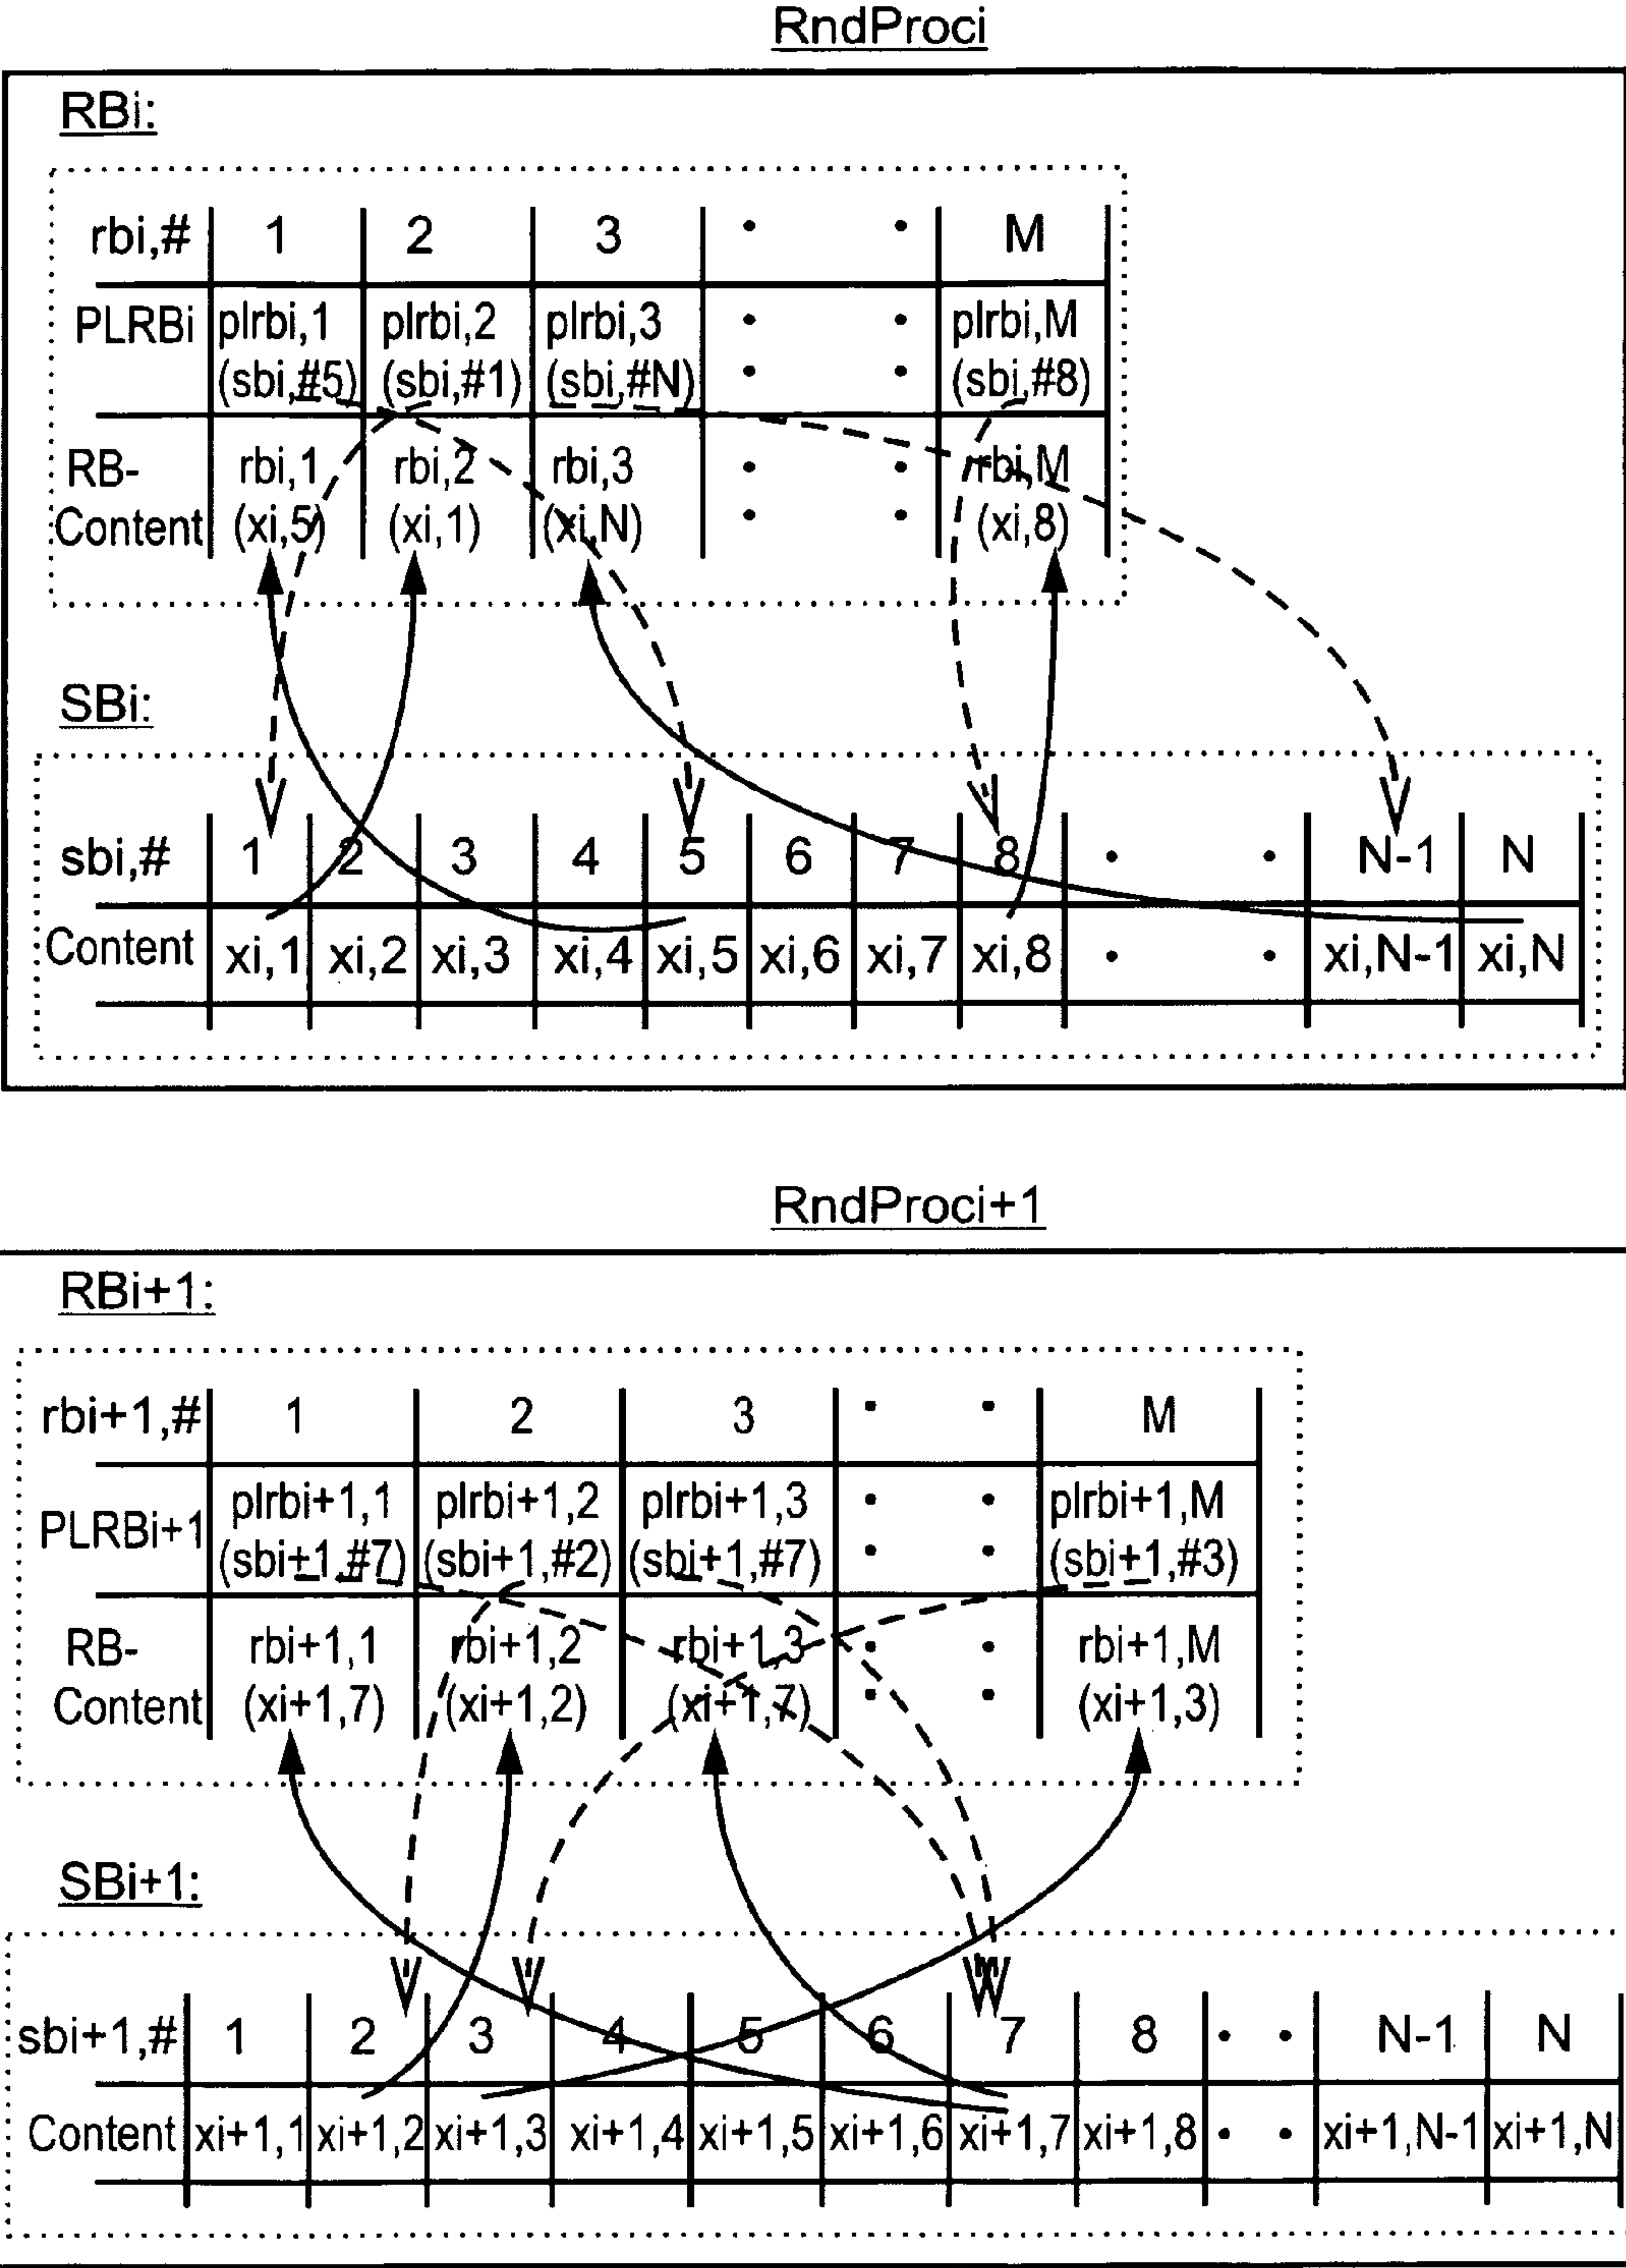 RndProci
RBi:
rbi,# 1 2 3 • • M
PLRBi plrbi,1 plrbi,2 plrbi,3 • • plrbi,M
(sbi,#5) (sbi,#1) (sbi,#N) • • (sbi,#8)
RB- rbi,1 rbi,2 rbi,3 • • rbi,M
Content (xi,5) (xi,1) (xi,N) • • (xi,8)
SBi:
sbi,# 1 2 3 4 5 6 7 8 • • N-1 N
Content xi,1 xi,2 xi,3 xi,4 xi,5 xi,6 xi,7 xi,8 • • xi,N-1 xi,N
RndProci+1
RBi+1:
rbi+1,# 1 2 3 • • M
PLRBi+1 plrbi+1,1 plrbi+1,2 plrbi+1,3 • • plrbi+1,M
(sbi+1,#7) (sbi+1,#2) (sbi+1,#7) • • (sbi+1,#3)
RB- rbi+1,1 rbi+1,2 rbi+1,3 • • rbi+1,M
Content (xi+1,7) (xi+1,2) (xi+1,7) • • (xi+1,3)
SBi+1:
sbi+1,# 1 2 3 4 5 6 7 8 • • N-1 N
Content xi+1,1 xi+1,2 xi+1,3 xi+1,4 xi+1,5 xi+1,6 xi+1,7 xi+1,8 • • xi+1,N-1 xi+1,N